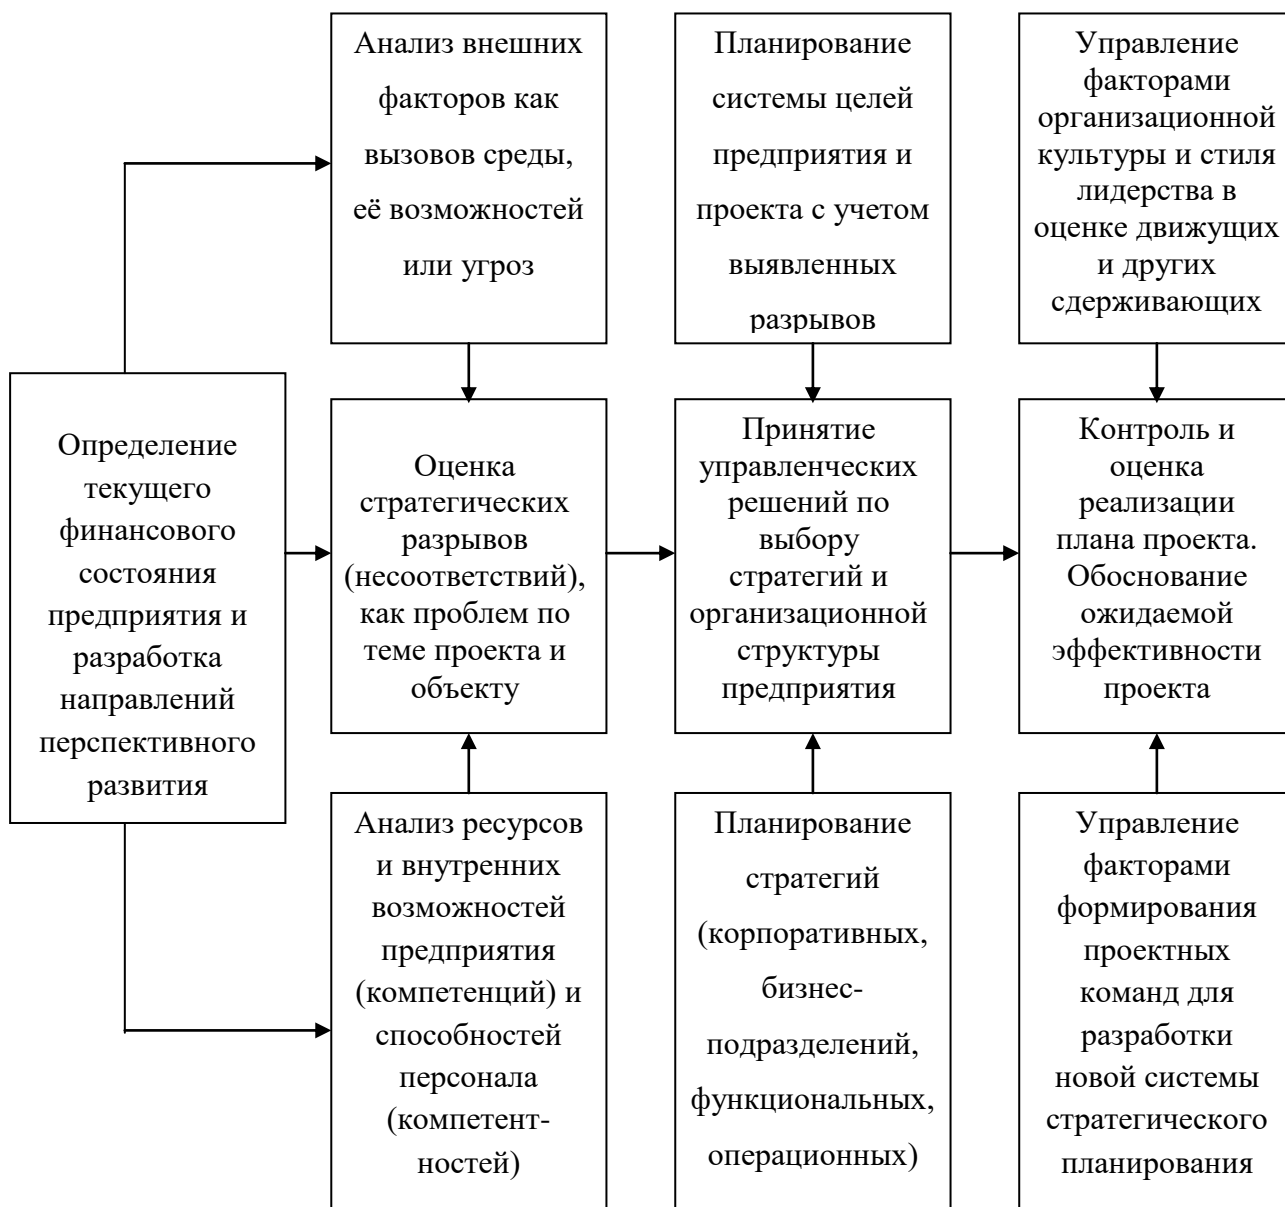 Анализ внешних
факторов как
вызовов среды,
её возможностей
или угроз
Планирование
системы целей
предприятия и
проекта с учетом
выявленных
разрывов
Управление
факторами
организационной
культуры и стиля
лидерства в
оценке движущих
и других
сдерживающих
Определение
текущего
финансового
состояния
предприятия и
разработка
направлений
перспективного
развития
Оценка
стратегических
разрывов
(несоответствий),
как проблем по
теме проекта и
объекту
Принятие
управленческих
решений по
выбору
стратегий и
организационной
структуры
предприятия
Контроль и
оценка
реализации
плана проекта.
Обоснование
ожидаемой
эффективности
проекта
Анализ ресурсов
и внутренних
возможностей
предприятия
(компетенций) и
способностей
персонала
(компетент-
ностей)
Планирование
стратегий
(корпоративных,
бизнес-
подразделений,
функциональных,
операционных)
Управление
факторами
формирования
проектных
команд для
разработки
новой системы
стратегического
планирования